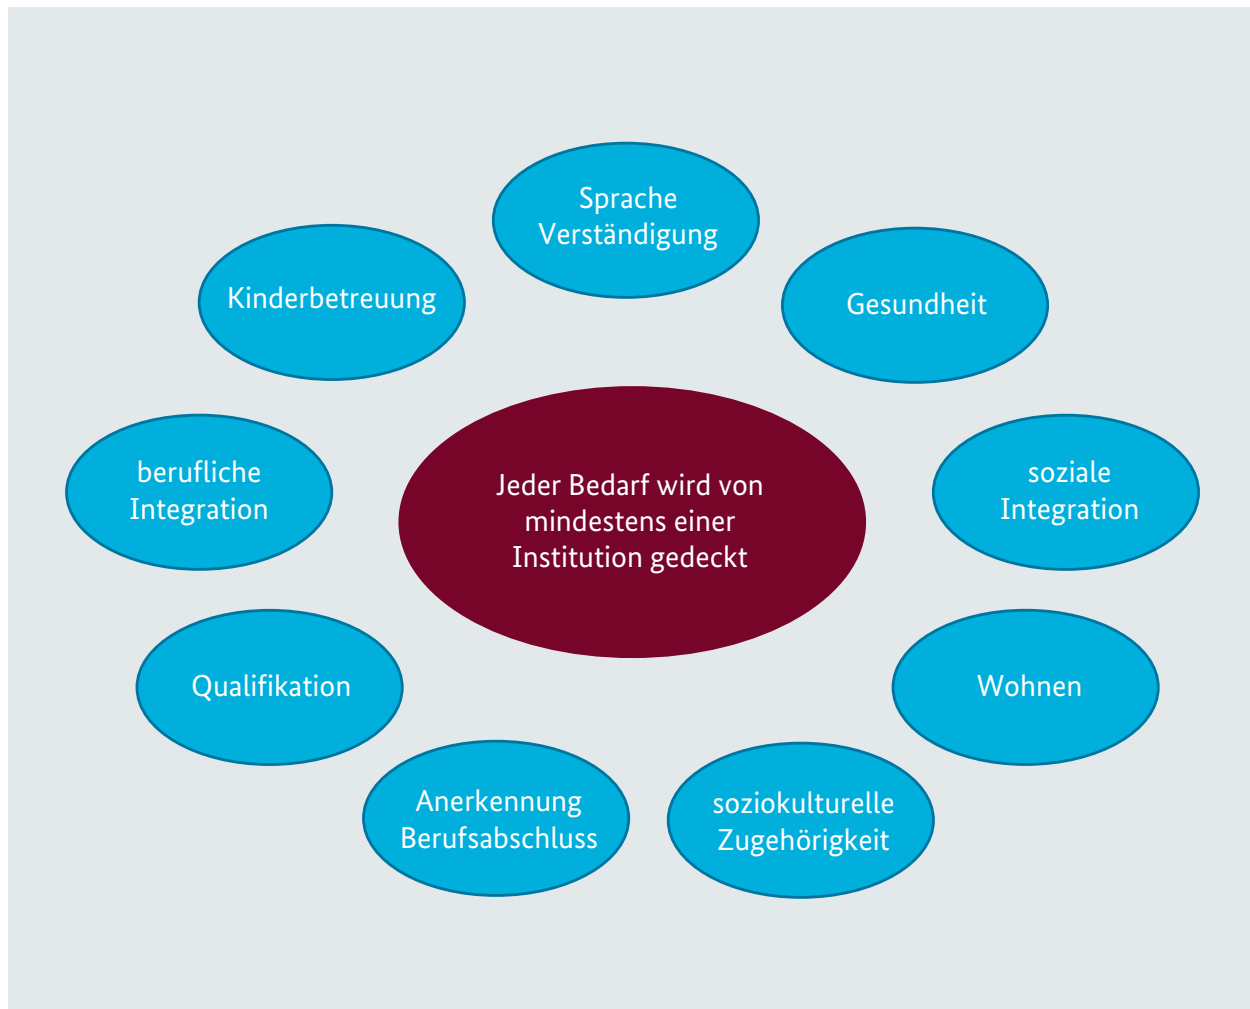 Sprache
Verständigung
Kinderbetreuung
Gesundheit
berufliche
Integration
Jeder Bedarf wird von
mindestens einer
Institution gedeckt
soziale
Integration
Qualifikation
Wohnen
Anerkennung
Berufsabschluss
soziokulturelle
Zugehörigkeit